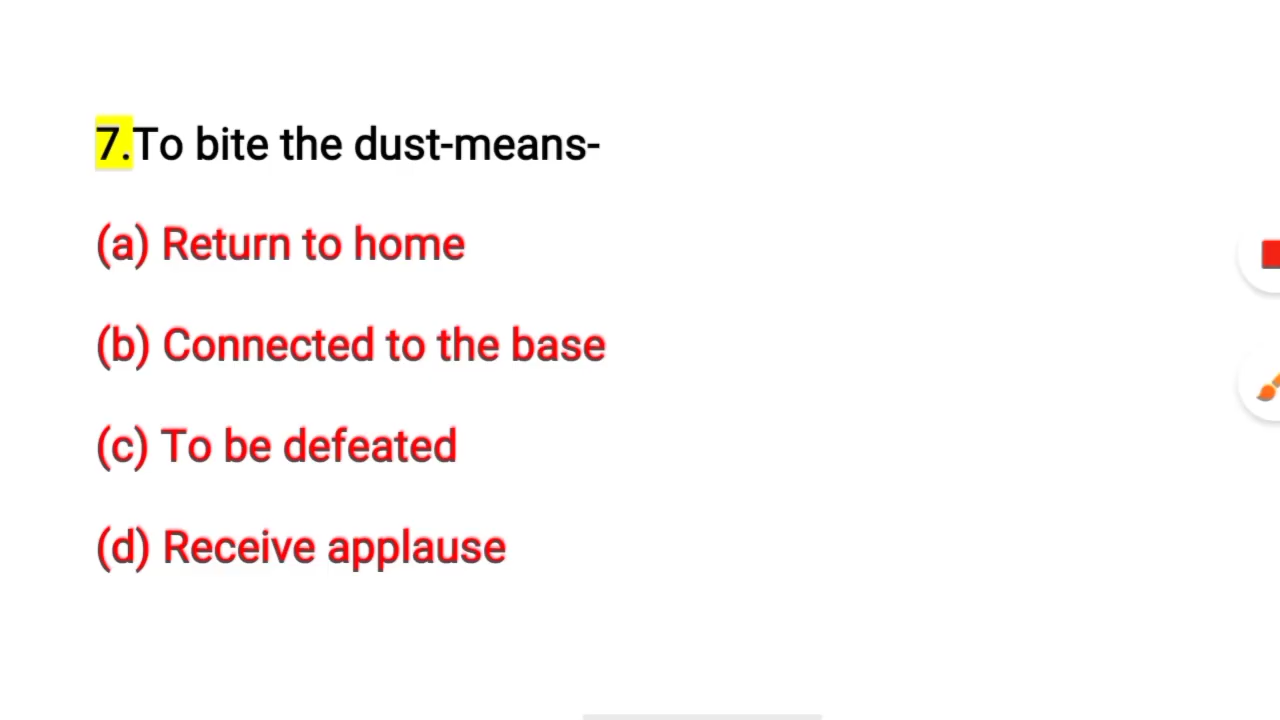 7.To bite the dust-means-
(a) Return to home
(b) Connected to the base
(c) To be defeated
(d) Receive applause